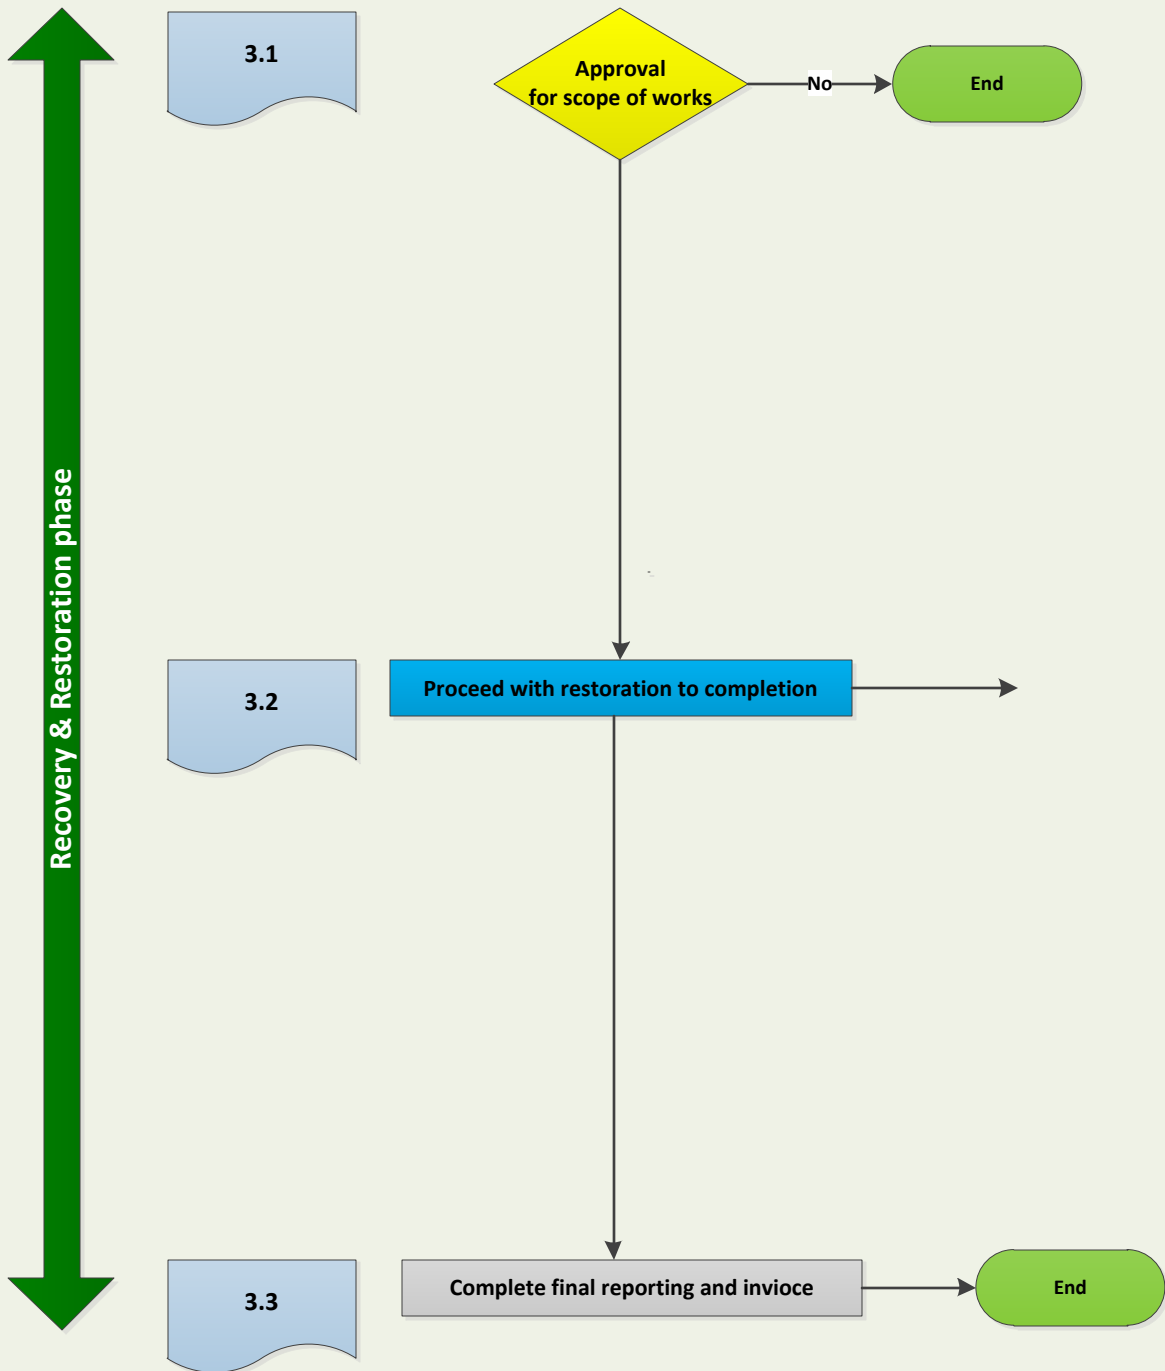 3.1
Approval
for scope of works
No
End
Recovery & Restoration phase
3.2
Proceed with restoration to completion
3.3
Complete final reporting and invioce
End